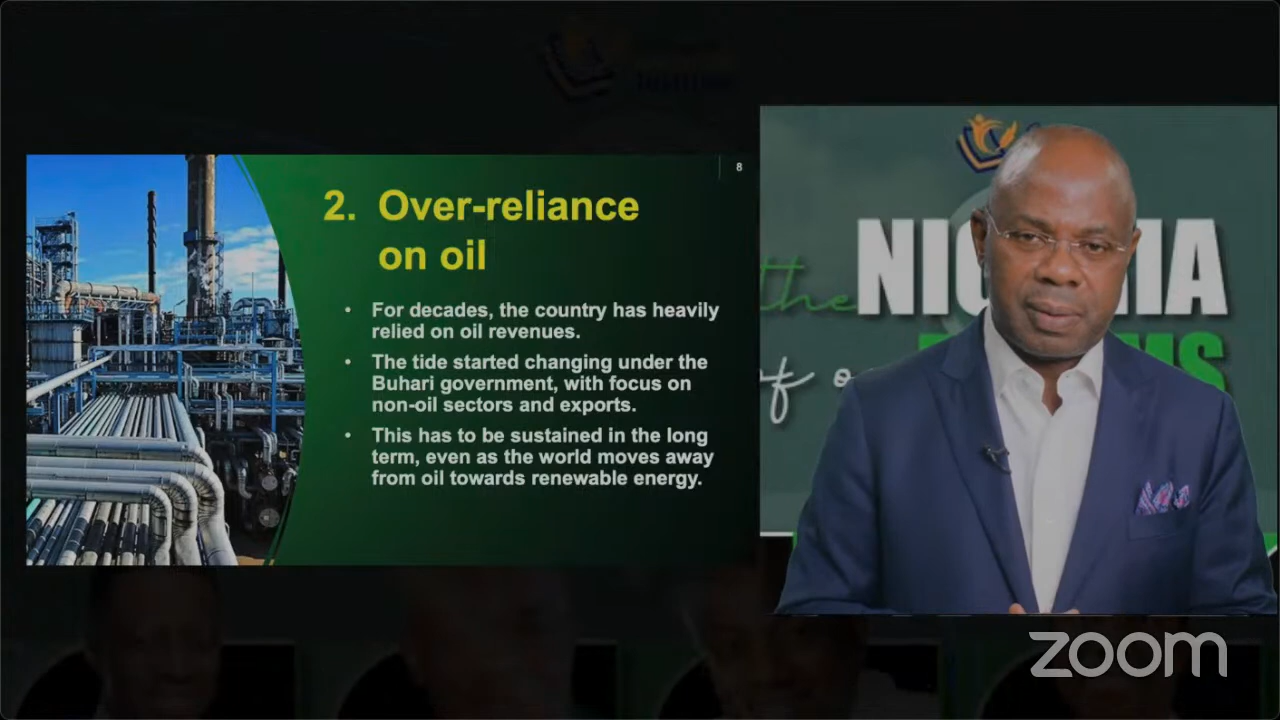 8
2. Over-reliance
on oil
• For decades, the country has heavily
relied on oil revenues.
• The tide started changing under the
Buhari government, with focus on
non-oil sectors and exports.
• This has to be sustained in the long
term, even as the world moves away
from oil towards renewable energy.
the
of
zoom